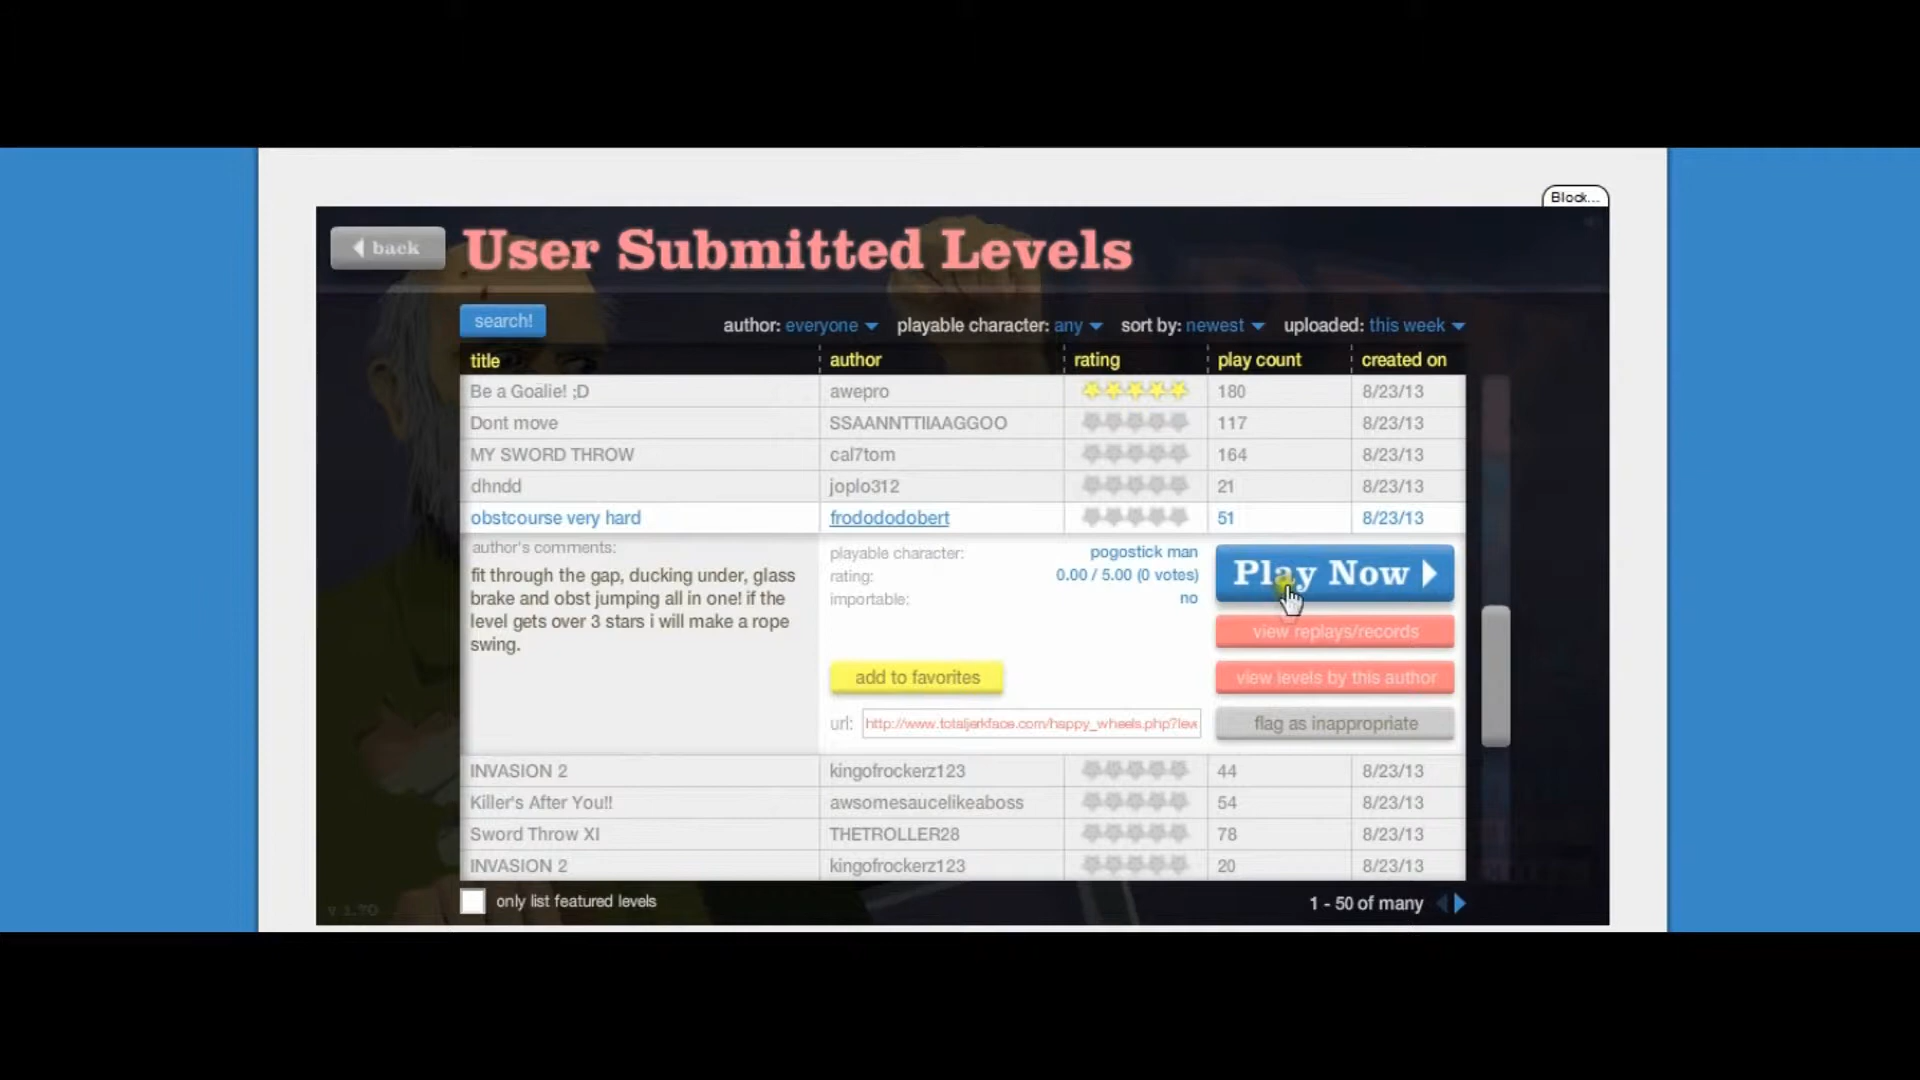 Block...
back
User Submitted Levels
search!
author: everyone playable character: any sort by: newest uploaded: this week
title author rating play count created on
Be a Goalie! ;D awepro 180 8/23/13
Dont move SSAANNTTIIAAGGOO 117 8/23/13
MY SWORD THROW cal7tom 164 8/23/13
dhndd joplo312 21 8/23/13
obstcourse very hard frodododobert 51 8/23/13
author's comments:
fit through the gap, ducking under, glass
brake and obst jumping all in one! if the
level gets over 3 stars i will make a rope
swing.
playable character: pogostick man
rating: 0.00 / 5.00 (0 votes)
importable: no
add to favorites
url: http://www.totaljerkface.com/happy_wheels.php?lev
Play Now
view replays/records
view levels by this author
flag as inappropriate
INVASION 2 kingofrockerz123 44 8/23/13
Killer's After You!! awsomesaucelikeaboss 54 8/23/13
Sword Throw XI THETROLLER28 78 8/23/13
INVASION 2 kingofrockerz123 20 8/23/13
only list featured levels
1 - 50 of many
v 1.70